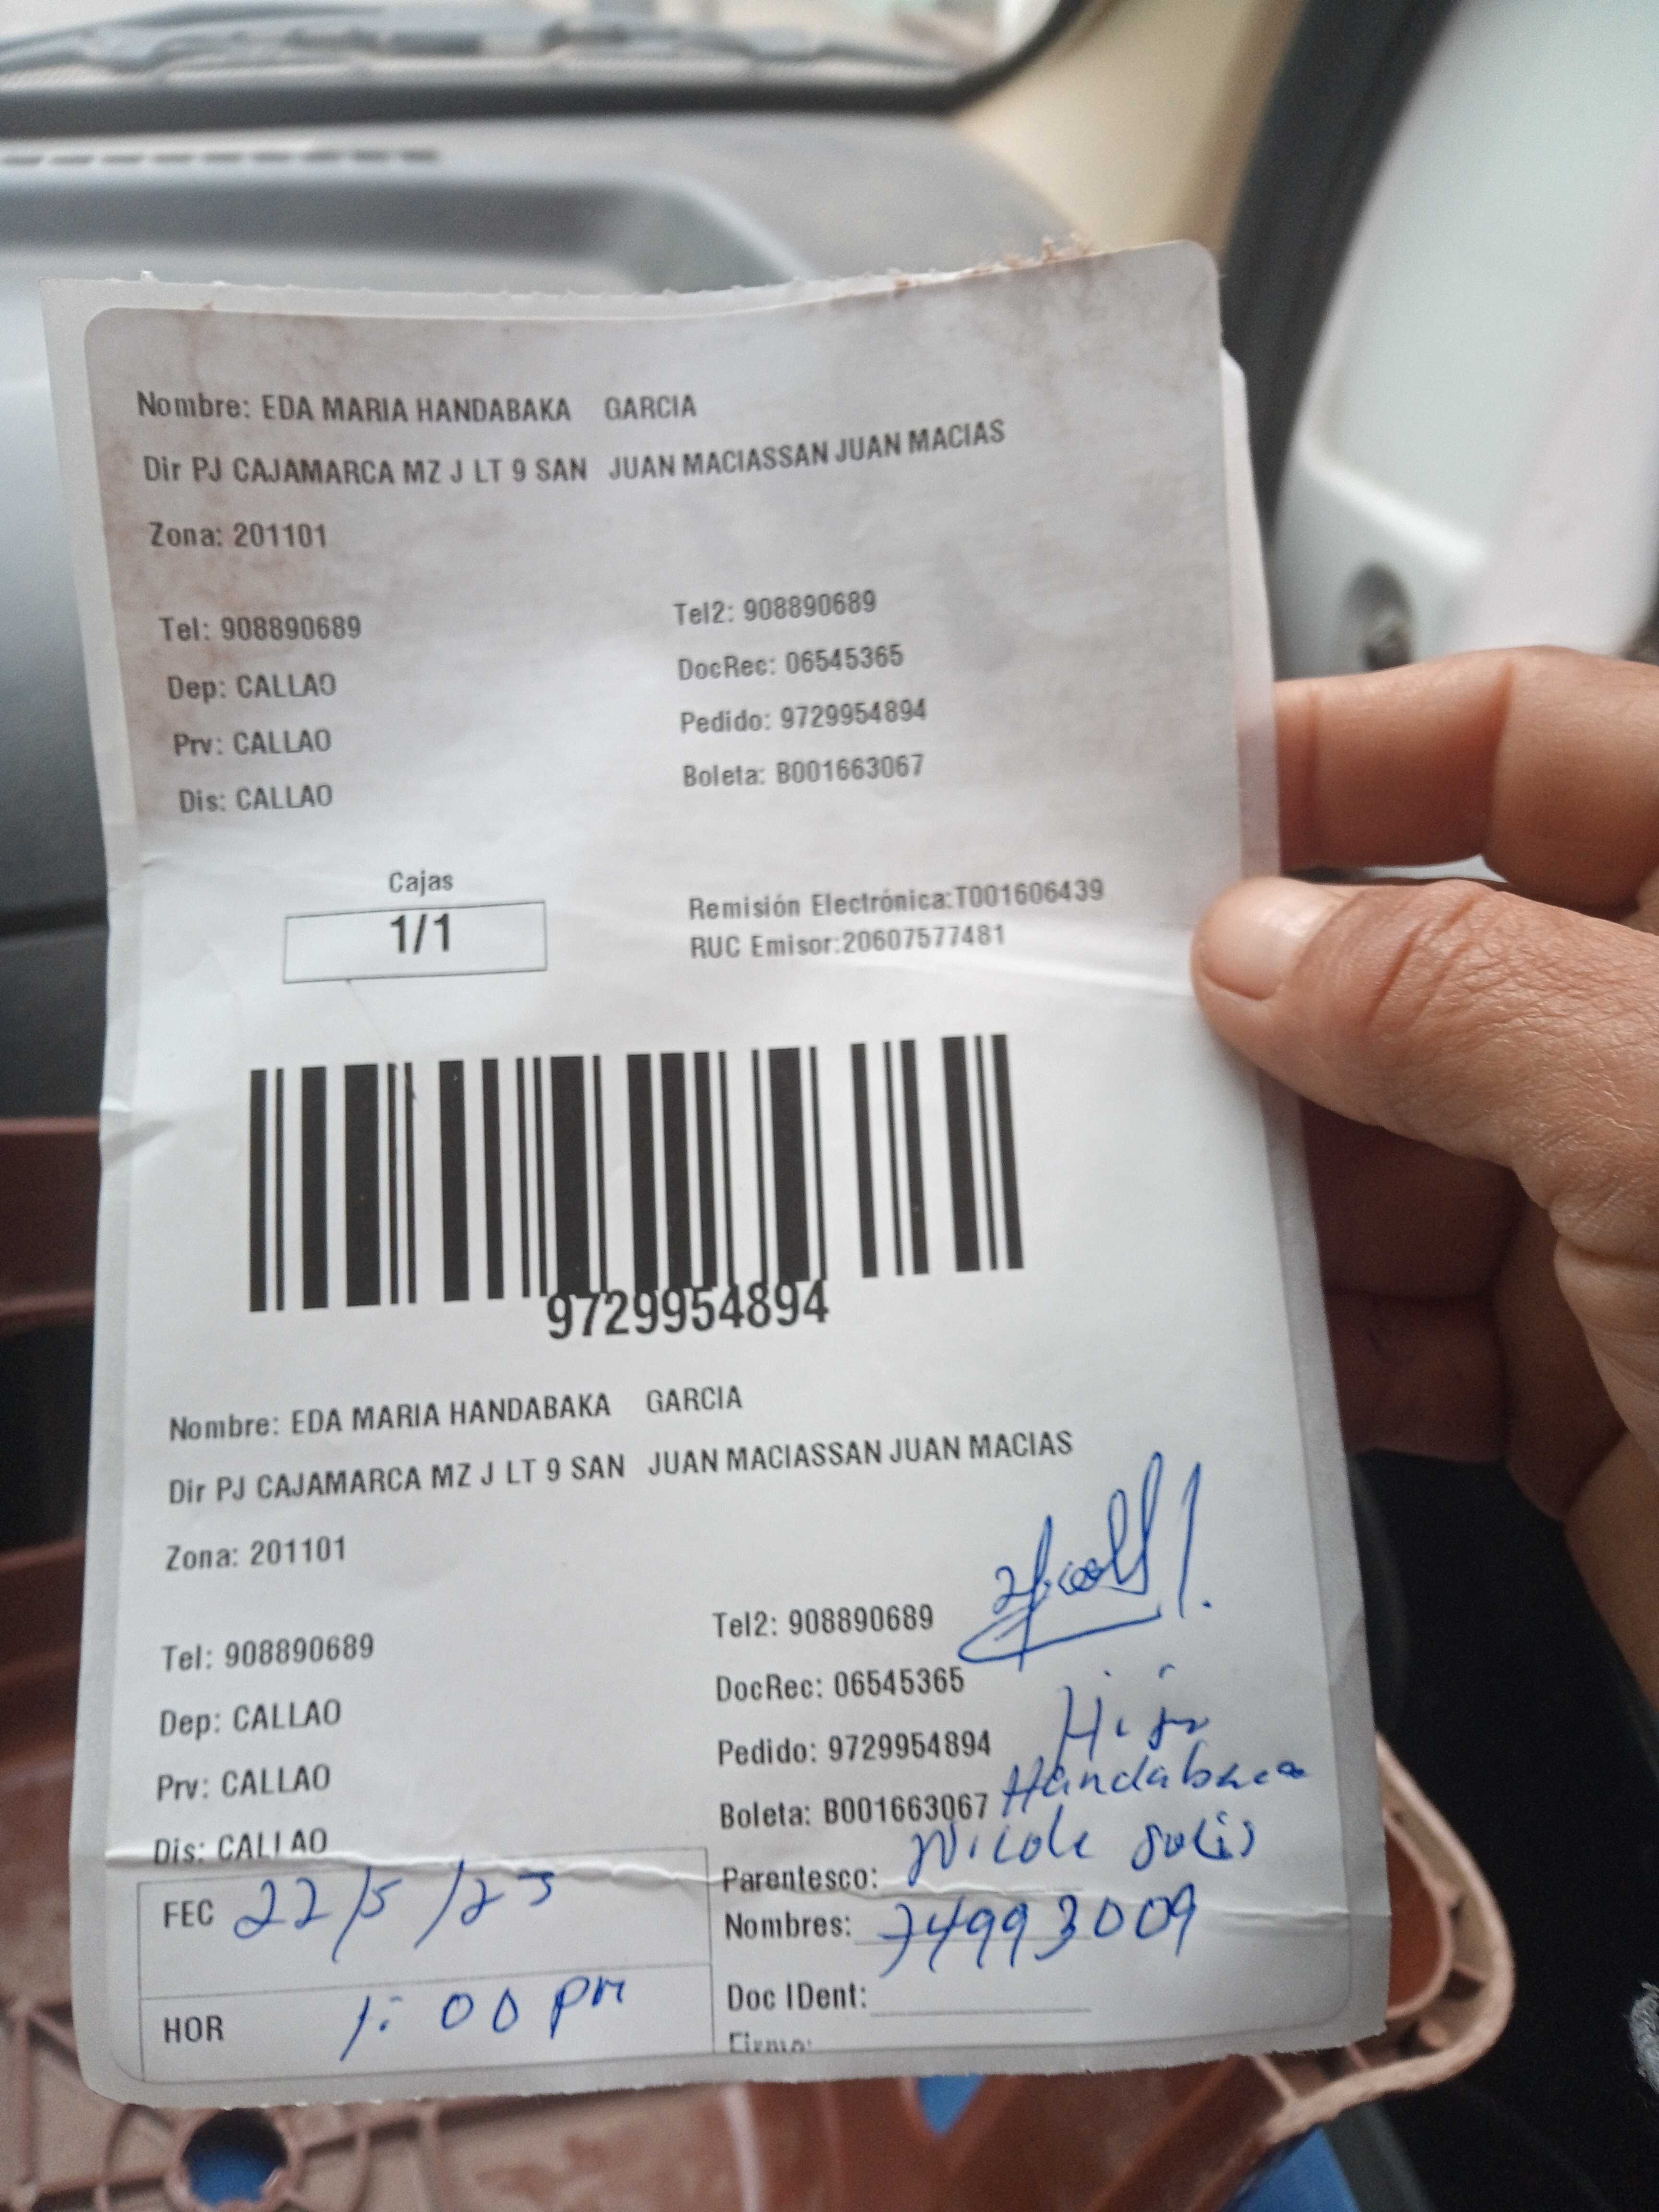 Nombre: EDA MARIA HANDABAKA GARCIA
Dir PJ CAJAMARCA MZ J LT 9 SAN JUAN MACIASSAN JUAN MACIAS
Zona: 201101
Tel: 908890689 Tel2: 908890689
Dep: CALLAO DocRec: 06545365
Prv: CALLAO Pedido: 9729954894
Dis: CALLAO Boleta: B001663067
Cajas
1/1
Remisión Electrónica:T001606439
RUC Emisor:20607577481
9729954894
Nombre: EDA MARIA HANDABAKA GARCIA
Dir PJ CAJAMARCA MZ J LT 9 SAN JUAN MACIASSAN JUAN MACIAS
Zona: 201101
Tel: 908890689 Tel2: 908890689
Dep: CALLAO DocRec: 06545365
Prv: CALLAO Pedido: 9729954894
Dis: CALLAO Boleta: B001663067
Parentesco: Nicole Solis
Nombres: 74993009
Doc IDent:
Firma:
FEC 22/5/23
HOR 1:00 pm